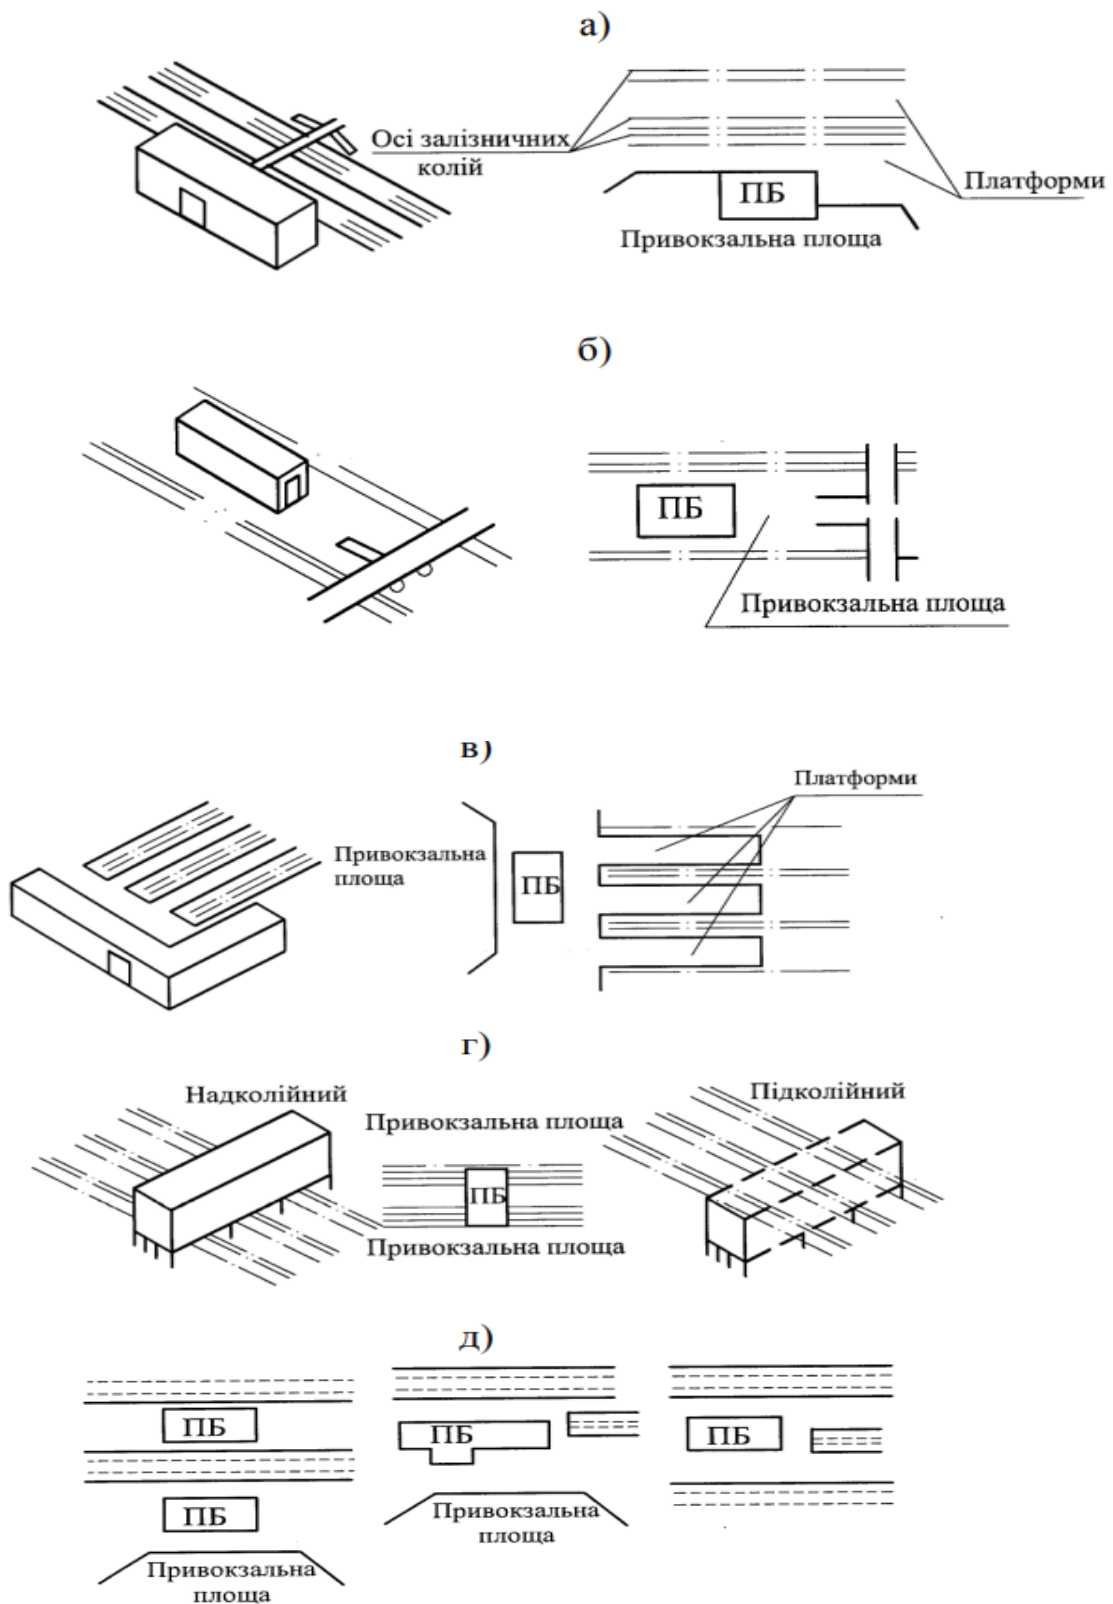 а)
Осі залізничних
колій
ПБ
Платформи
Привокзальна площа
б)
ПБ
Привокзальна площа
в)
Платформи
Привокзальна
площа
ПБ
г)
Надколійний
Підколійний
Привокзальна площа
ПБ
Привокзальна площа
д)
ПБ
ПБ
ПБ
ПБ
Привокзальна
площа
Привокзальна
площа